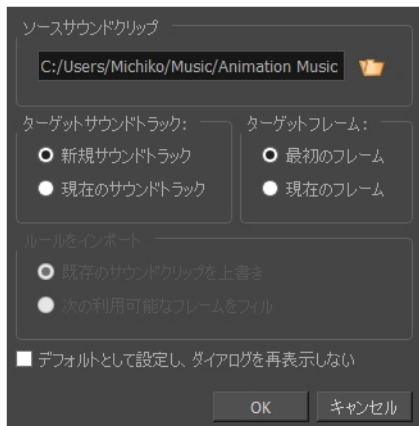 ソースサウンドクリップ
C:/Users/Michiko/Music/Animation Music
ターゲットサウンドトラック:
新規サウンドトラック
現在のサウンドトラック
ターゲットフレーム:
最初のフレーム
現在のフレーム
ルールをインポート
既存のサウンドクリップを上書き
次の利用可能なフレームをフィル
デフォルトとして設定し、ダイアログを再表示しない
OK
キャンセル